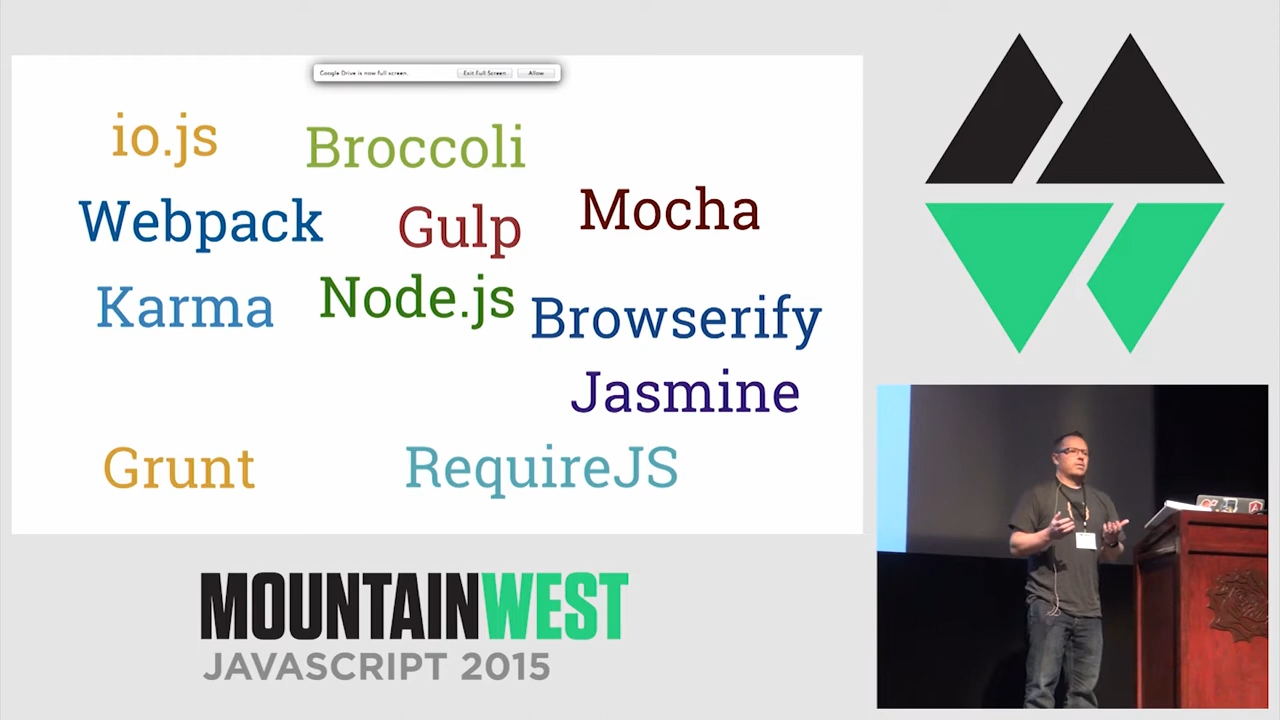 Google Drive is now full screen. Exit Full Screen Allow
io.js Broccoli
Webpack Gulp Mocha
Karma Node.js Browserify
Jasmine
Grunt RequireJS
MOUNTAINWEST
JAVASCRIPT 2015